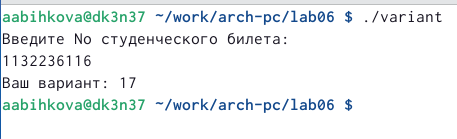 aabihkova@dk3n37 ~/work/arch-pc/lab06 $ ./variant
Введите No студенческого билета:
1132236116
Ваш вариант: 17
aabihkova@dk3n37 ~/work/arch-pc/lab06 $